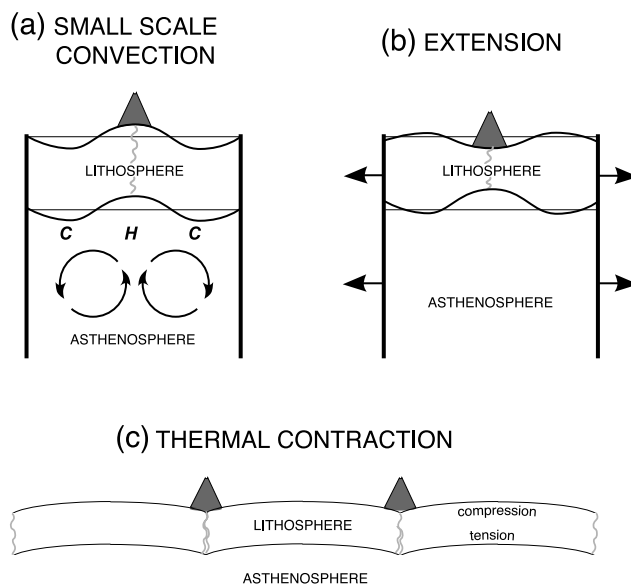 (a) SMALL SCALE
CONVECTION
LITHOSPHERE
C H C
ASTHENOSPHERE
(b) EXTENSION
LITHOSPHERE
ASTHENOSPHERE
(c) THERMAL CONTRACTION
LITHOSPHERE
compression
tension
ASTHENOSPHERE